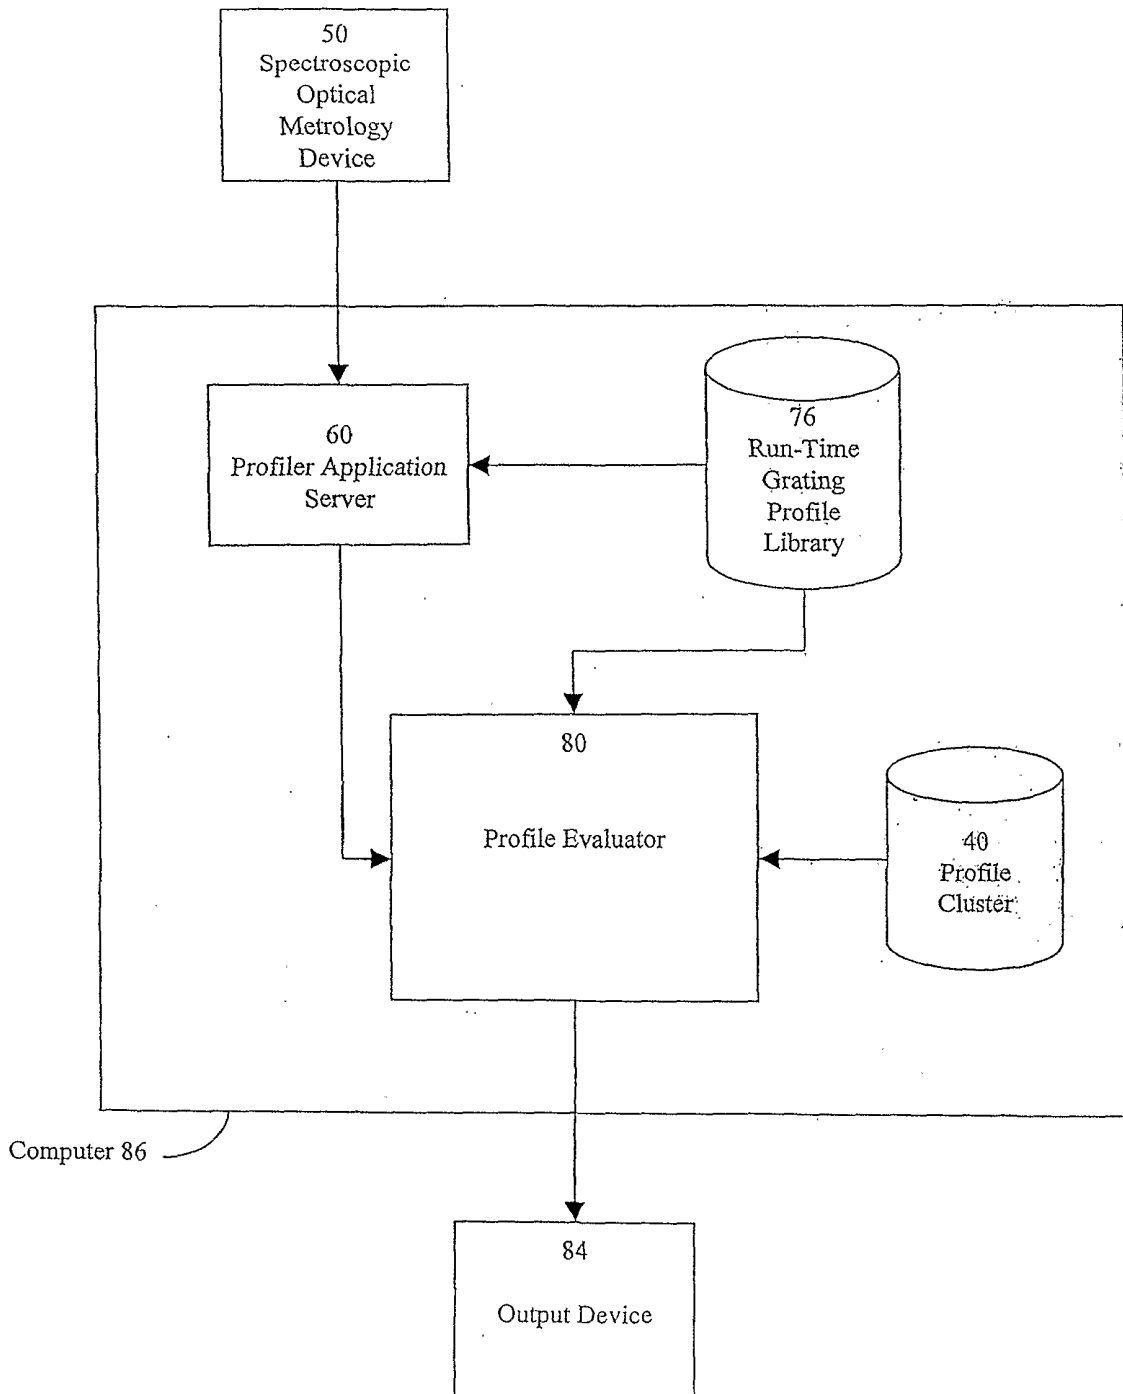 50
Spectroscopic
Optical
Metrology
Device
60
Profiler Application
Server
76
Run-Time
Grating
Profile
Library
80
Profile Evaluator
40
Profile
Cluster
Computer 86
84
Output Device